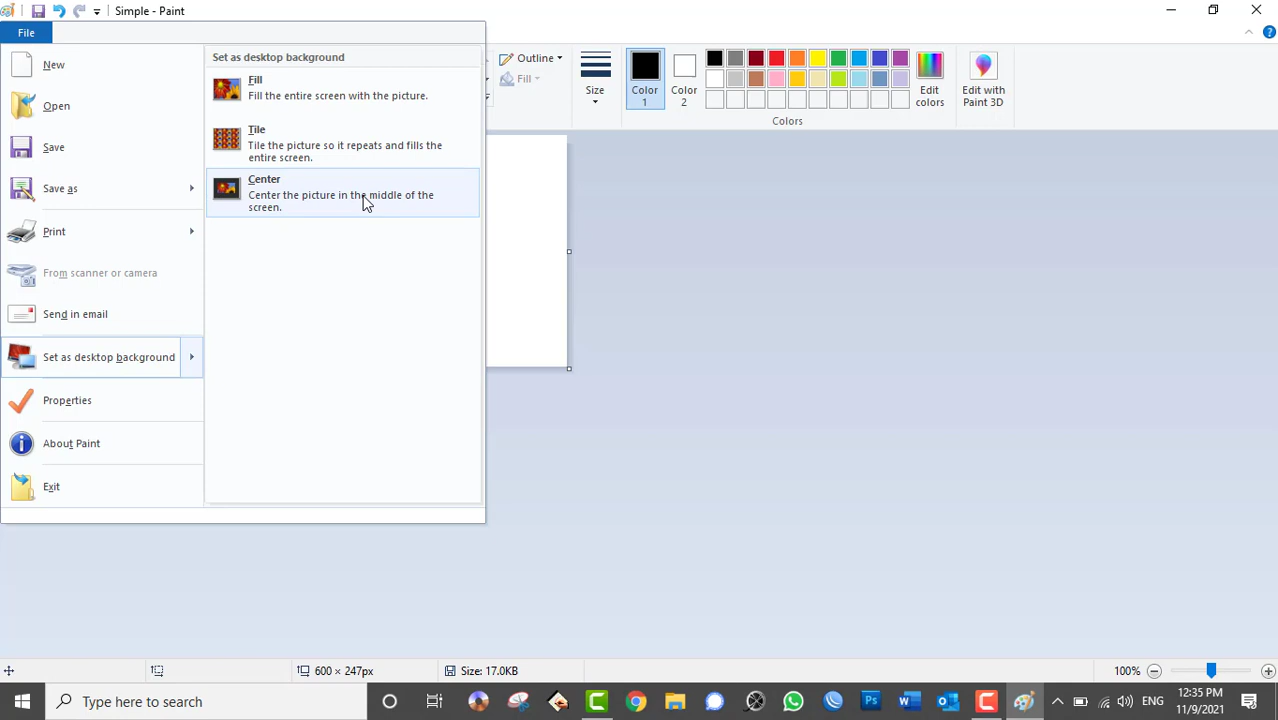 Simple - Paint
File
New
Open
Save
Save as
Print
From scanner or camera
Send in email
Set as desktop background
Properties
About Paint
Exit
Set as desktop background
Fill
Fill the entire screen with the picture.
Tile
Tile the picture so it repeats and fills the
entire screen.
Center
Center the picture in the middle of the
screen.
Outline
Fill
Size
Color
1
Color
2
Edit
colors
Edit with
Paint 3D
Colors
600 × 247px
Size: 17.0KB
100%
Type here to search
Ps
ENG
12:35 PM
11/9/2021